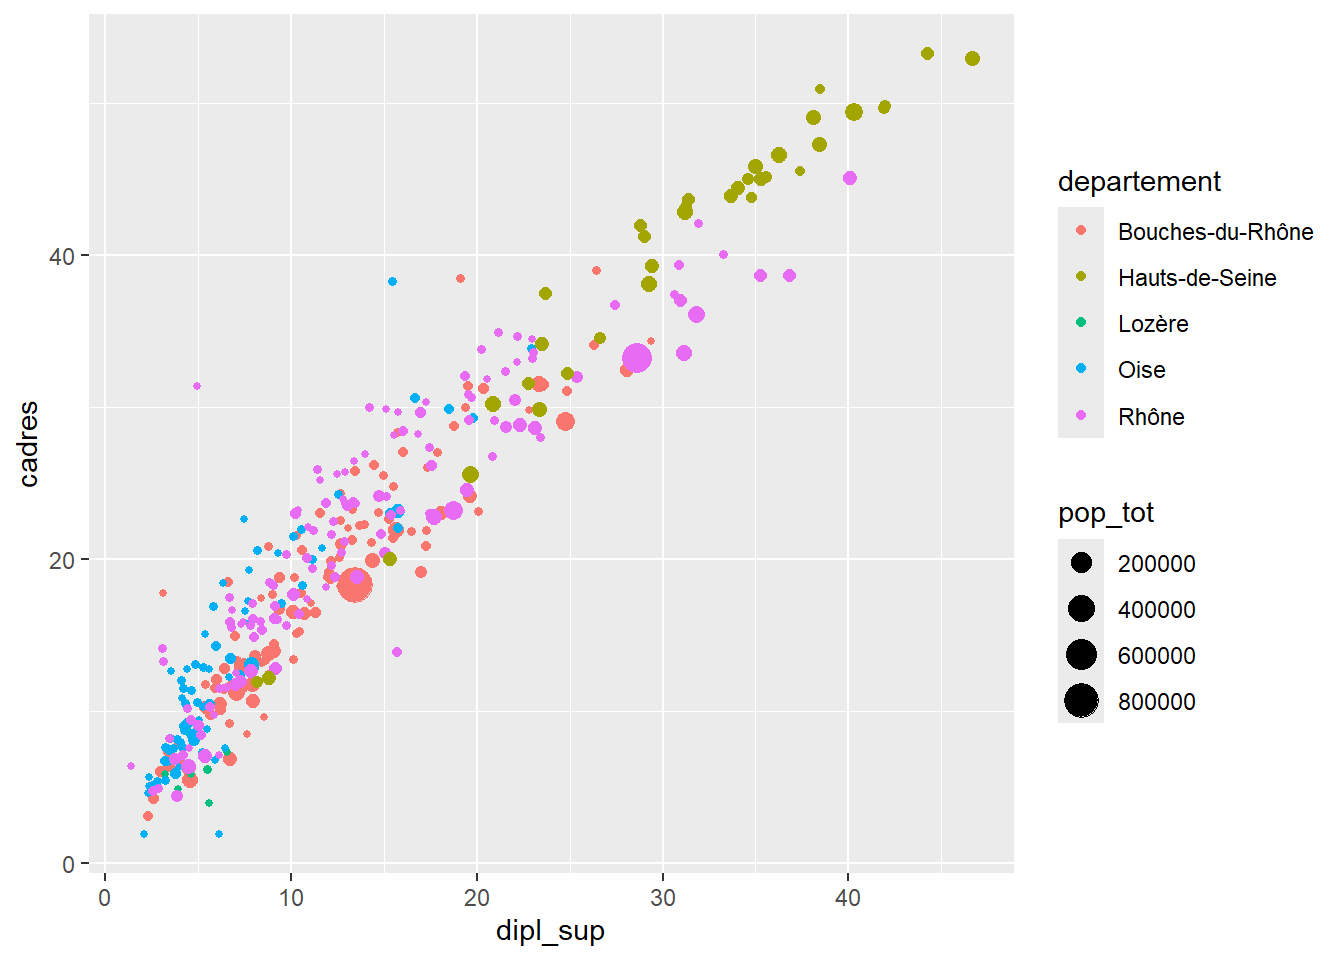 cadres
40
20
0
0
10
20
30
40
dipl_sup
departement
Bouches-du-Rhône
Hauts-de-Seine
Lozère
Oise
Rhône
pop_tot
200000
400000
600000
800000